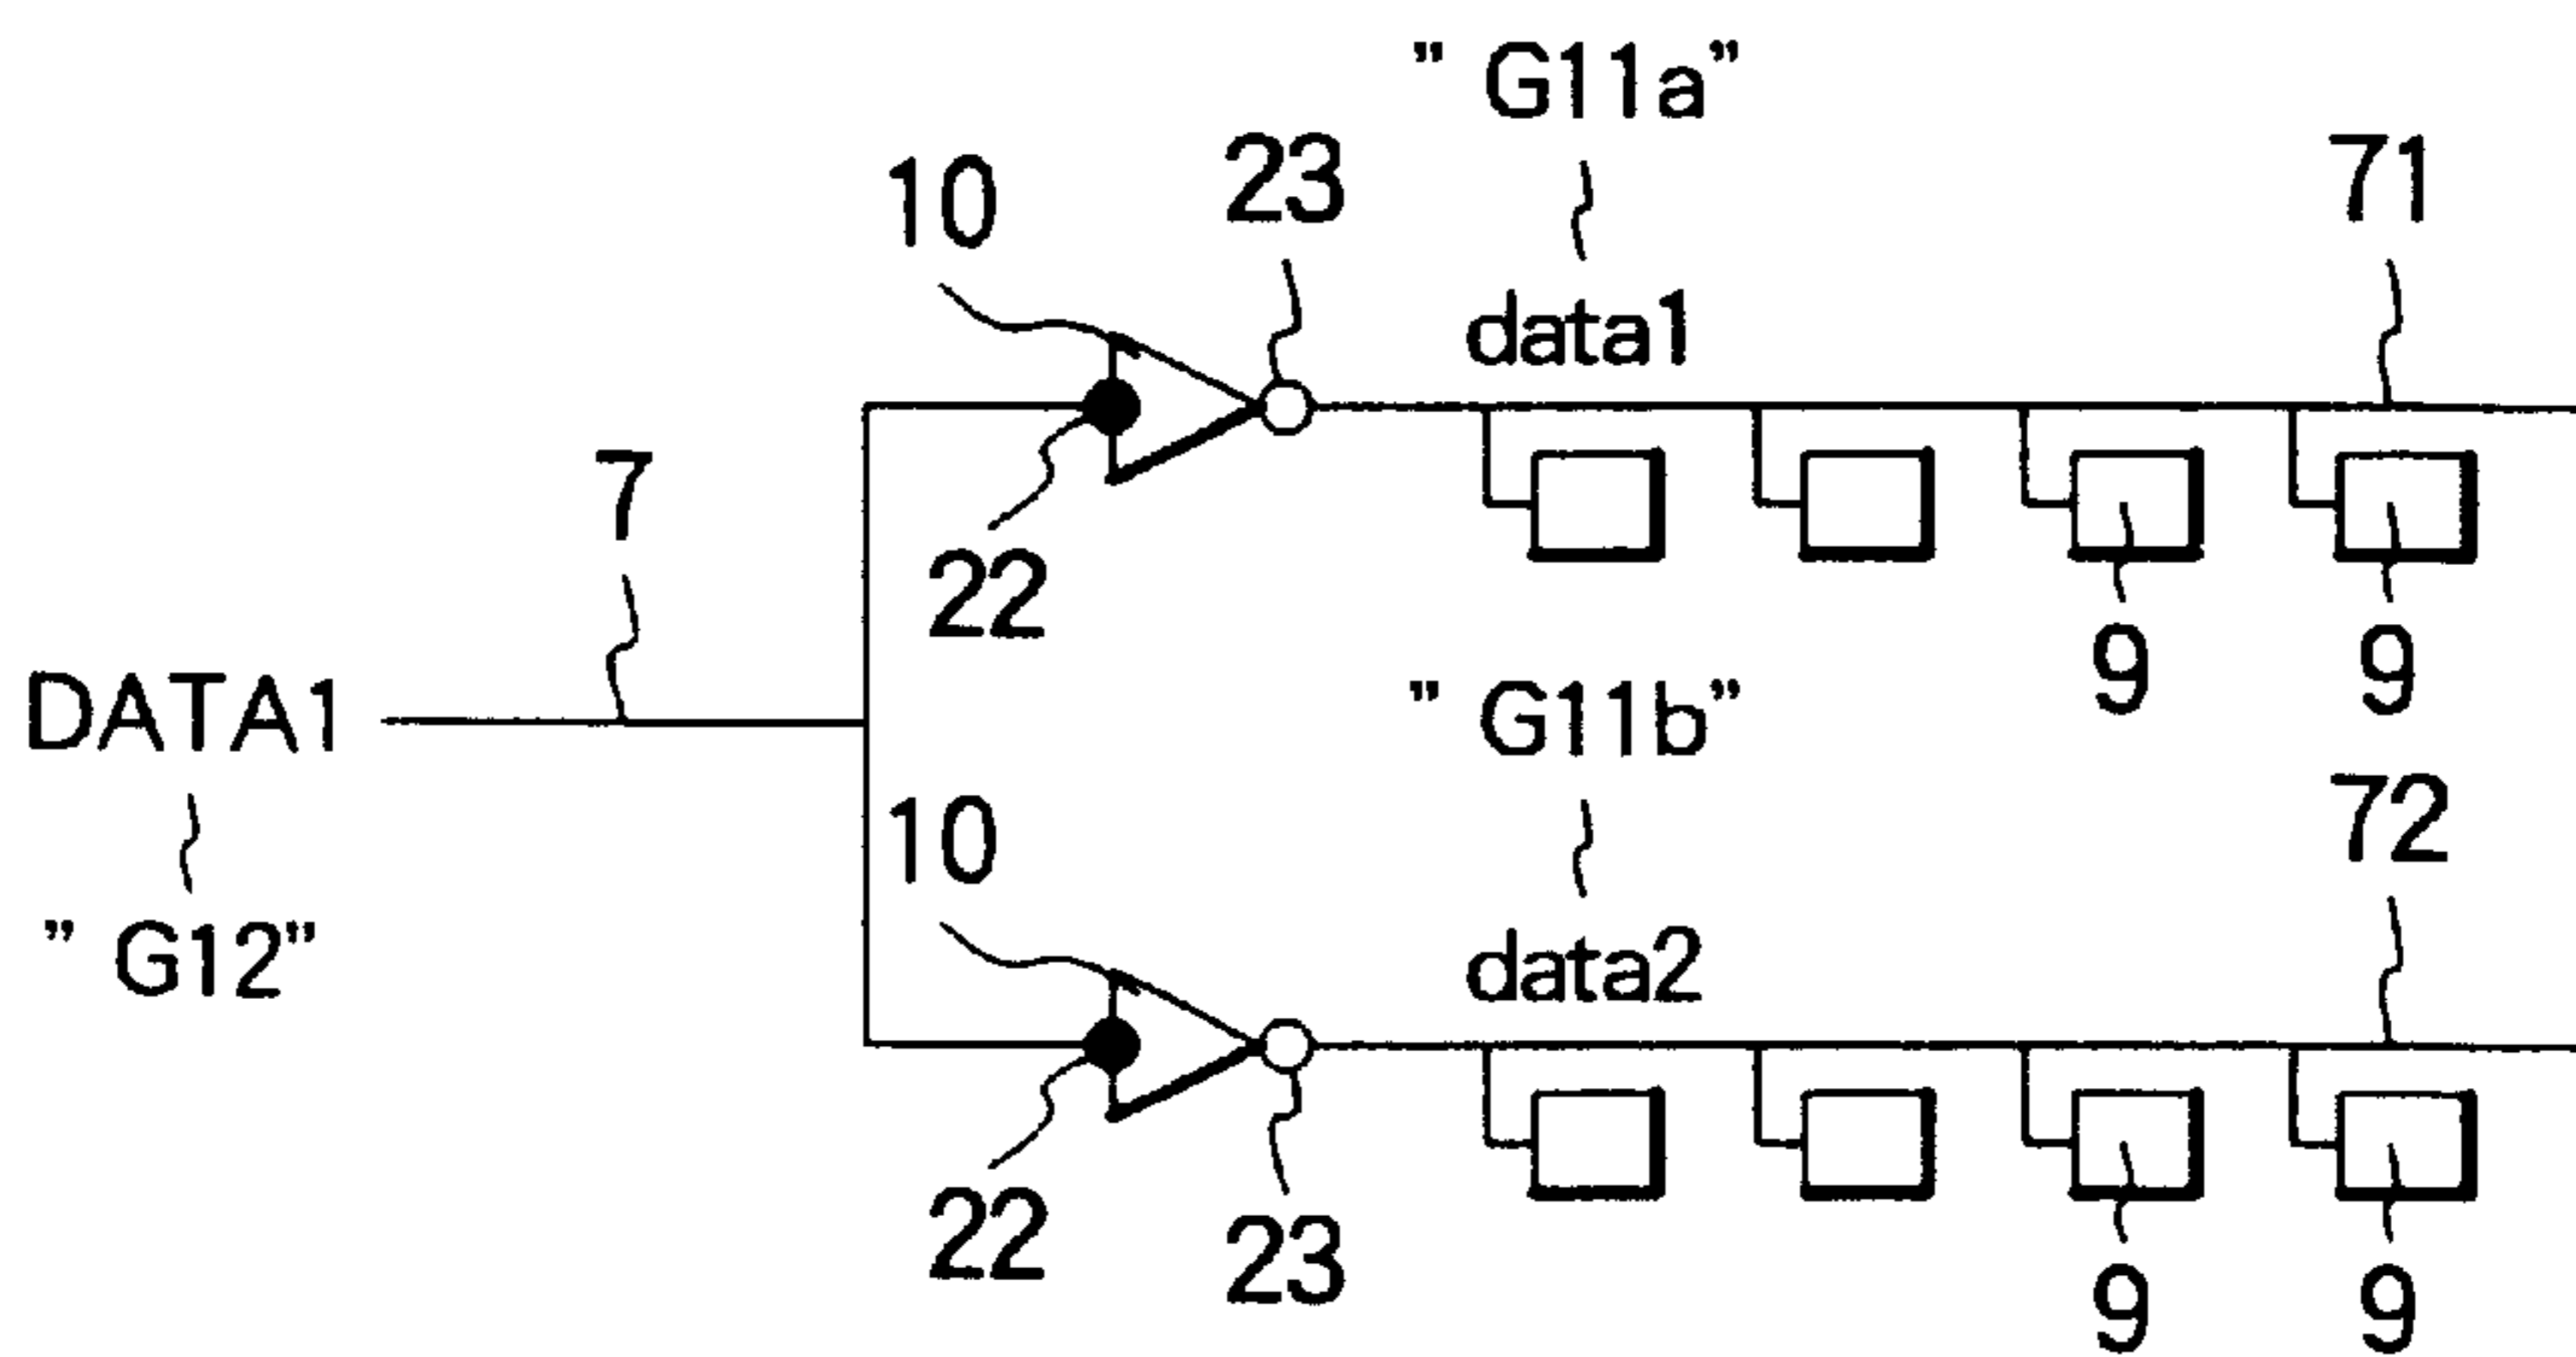 ” G11a”
10 23 71
data1
7
22
9 9
DATA1
” G11b”
72
10
” G12”
data2
22 23
9 9